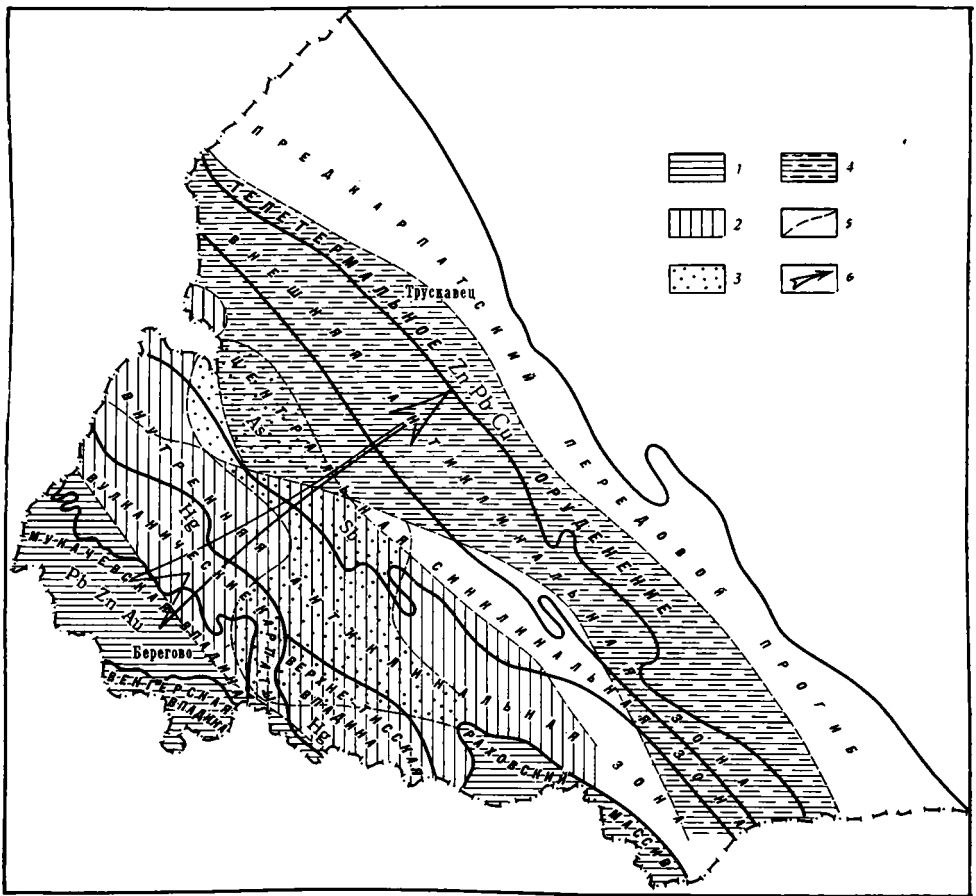 ПРЕДКАРПАТСКИЙ ПЕРЕДОВОЙ ПРОГИБ
1
2
3
4
5
6
ТЕЛЕТЕРМАЛЬНОЕ ОРУДЕНЕНИЕ
Трускавец
Zn Pb Cu
ВНЕШНЯЯ АНТИКЛИНАЛЬНАЯ ЗОНА
ЦЕНТРАЛЬНАЯ СИНКЛИНАЛЬНАЯ ЗОНА
As
ЗОНА
ВНУТРЕННЯЯ АНТИКЛИНАЛЬНАЯ
Sb
Hg
ВУЛКАНИЧЕСКИЕ КАРПАТЫ
МУКАЧЕВСКАЯ ВПАДИНА
Pb Zn Au
Берегово
ВЕНГЕРСКАЯ
ВПАДИНА
ВЕРХНЕТИССКАЯ
ВПАДИНА
Hg
РАХОВСКИЙ
МАССИВ